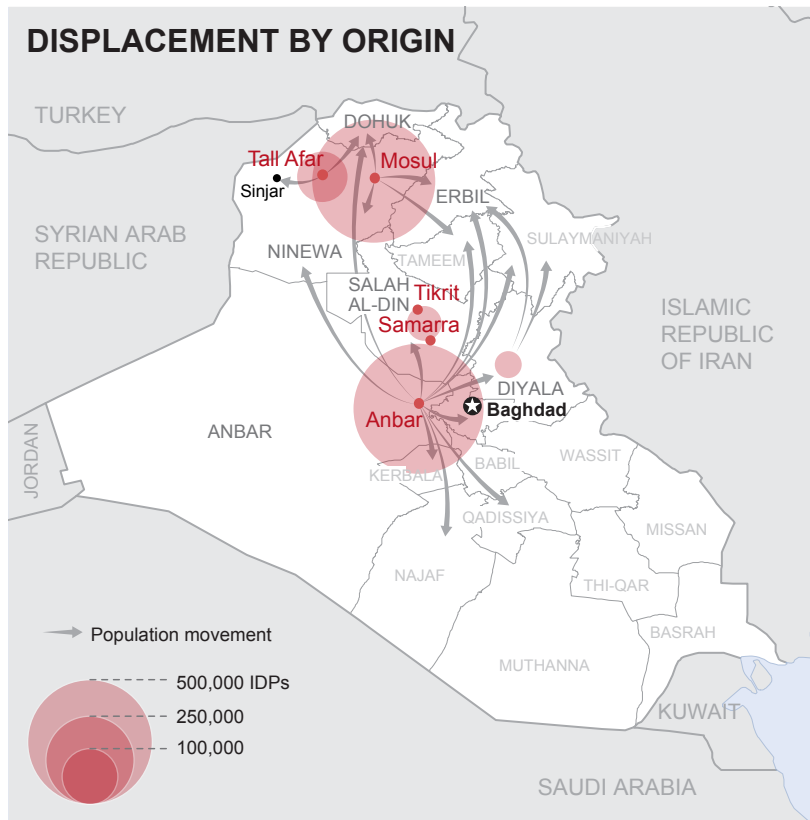 DISPLACEMENT BY ORIGIN
TURKEY
DOHUK
Tall Afar
Mosul
Sinjar
ERBIL
SYRIAN ARAB
REPUBLIC
NINEWA
TAMEEM
SULAYMANIYAH
SALAH
AL-DIN
Tikrit
Samarra
ISLAMIC
REPUBLIC
OF IRAN
DIYALA
Baghdad
Anbar
ANBAR
JORDAN
KERBALA
BABIL
WASSIT
QADISSIYA
MISSAN
NAJAF
THI-QAR
BASRAH
MUTHANNA
Population movement
500,000 IDPs
250,000
100,000
KUWAIT
SAUDI ARABIA